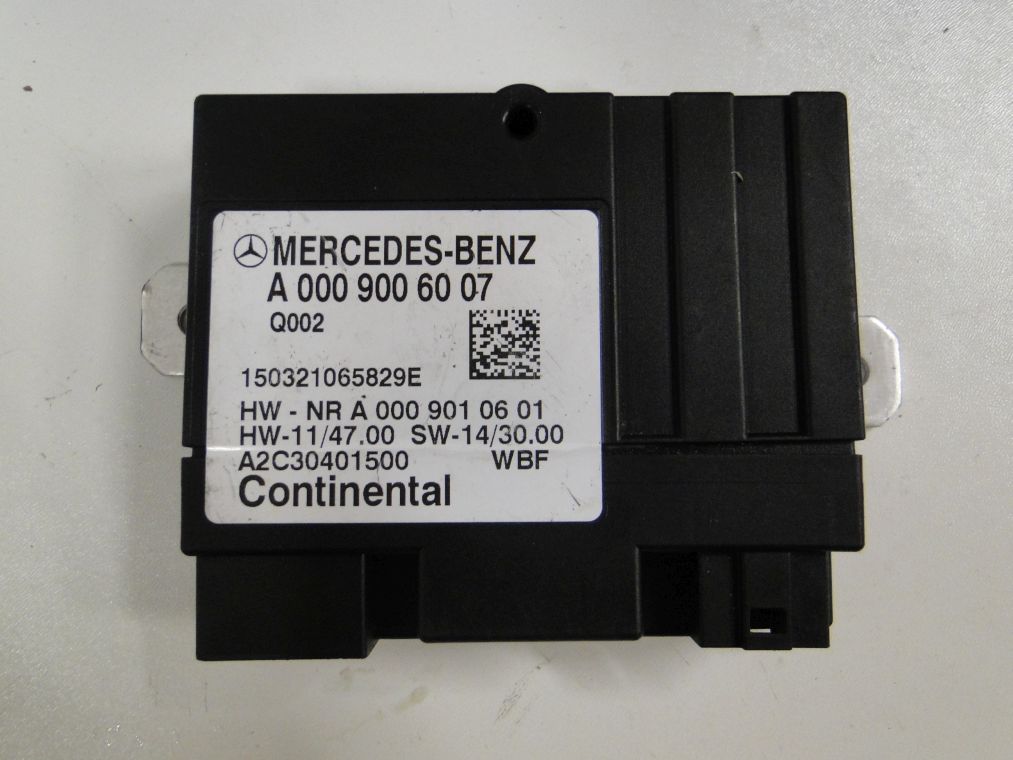 MERCEDES-BENZ
A 000 900 60 07
Q002
150321065829E
HW - NR A 000 901 06 01
HW-11/47.00 SW-14/30.00
A2C30401500 WBF
Continental